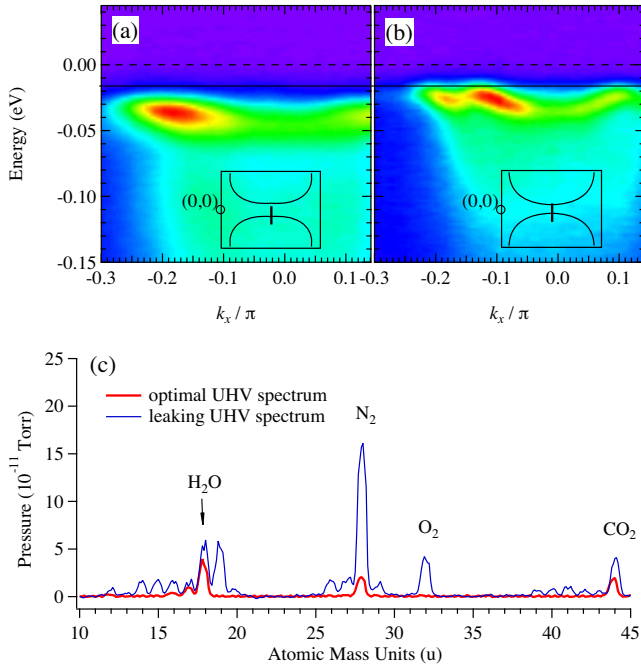 (a)
(b)
0.00
-0.05
-0.10
-0.15
Energy (eV)
(0,0)
(0,0)
-0.3 -0.2 -0.1 0.0 0.1
-0.3 -0.2 -0.1 0.0 0.1
kₓ / π
kₓ / π
(c)
25
20
15
10
5
0
Pressure (10⁻¹¹ Torr)
optimal UHV spectrum
leaking UHV spectrum
H₂O
N₂
O₂
CO₂
10 15 20 25 30 35 40 45
Atomic Mass Units (u)